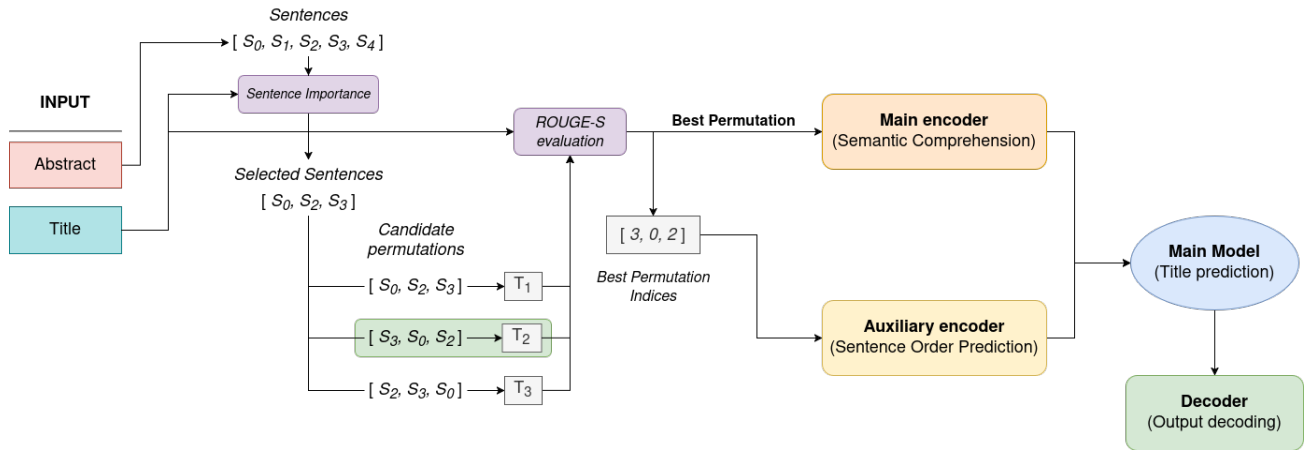 Sentences
[ S0, S1, S2, S3, S4 ]
INPUT
Sentence Importance
Abstract
Title
ROUGE-S
evaluation
Best Permutation
Main encoder
(Semantic Comprehension)
Selected Sentences
[ S0, S2, S3 ]
Candidate
permutations
[ S0, S2, S3 ]
T1
[ S3, S0, S2 ]
T2
[ S2, S3, S0 ]
T3
[ 3, 0, 2 ]
Best Permutation
Indices
Auxiliary encoder
(Sentence Order Prediction)
Main Model
(Title prediction)
Decoder
(Output decoding)